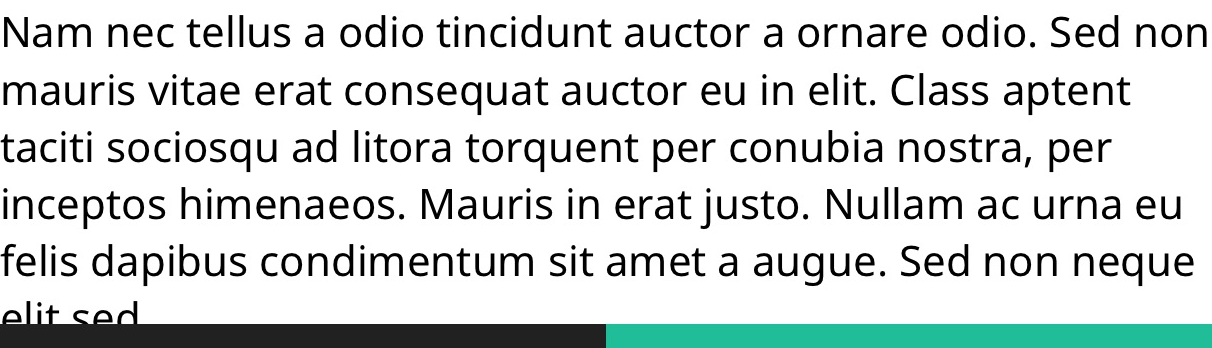 Nam nec tellus a odio tincidunt auctor a ornare odio. Sed non
mauris vitae erat consequat auctor eu in elit. Class aptent
taciti sociosqu ad litora torquent per conubia nostra, per
inceptos himenaeos. Mauris in erat justo. Nullam ac urna eu
felis dapibus condimentum sit amet a augue. Sed non neque
elit sed